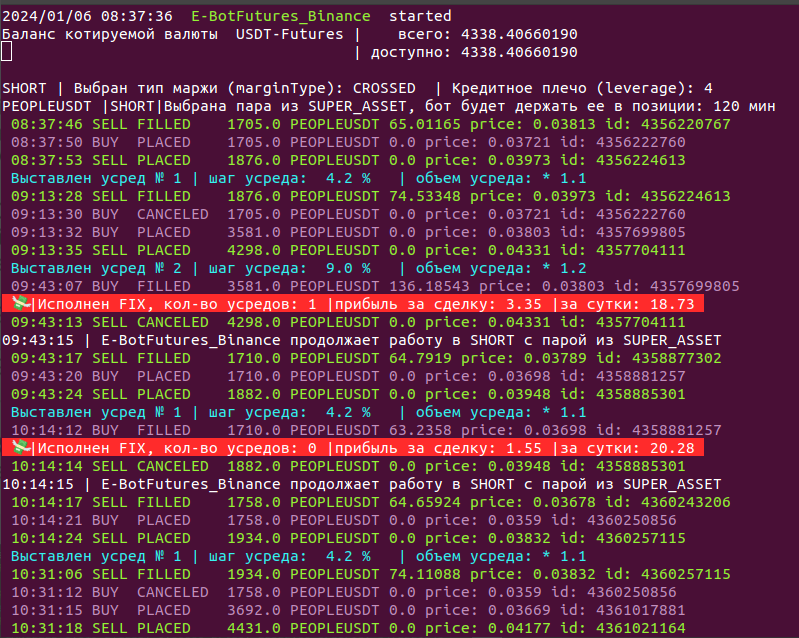 2024/01/06 08:37:36  E-BotFutures_Binance  started
Баланс котируемой валюты  USDT-Futures |    всего: 4338.40660190
| доступно: 4338.40660190
SHORT | Выбран тип маржи (marginType): CROSSED  | Кредитное плечо (leverage): 4
PEOPLEUSDT |SHORT|Выбрана пара из SUPER_ASSET, бот будет держать ее в позиции: 120 мин
08:37:46 SELL FILLED    1705.0 PEOPLEUSDT 65.01165 price: 0.03813 id: 4356220767
08:37:50 BUY  PLACED    1705.0 PEOPLEUSDT 0.0 price: 0.03721 id: 4356222760
08:37:53 SELL PLACED    1876.0 PEOPLEUSDT 0.0 price: 0.03973 id: 4356224613
Выставлен усред № 1 | шаг усреда:  4.2 %   | объем усреда: * 1.1
09:13:28 SELL FILLED    1876.0 PEOPLEUSDT 74.53348 price: 0.03973 id: 4356224613
09:13:30 BUY  CANCELED  1705.0 PEOPLEUSDT 0.0 price: 0.03721 id: 4356222760
09:13:32 BUY  PLACED    3581.0 PEOPLEUSDT 0.0 price: 0.03803 id: 4357699805
09:13:35 SELL PLACED    4298.0 PEOPLEUSDT 0.0 price: 0.04331 id: 4357704111
Выставлен усред № 2 | шаг усреда:  9.0 %   | объем усреда: * 1.2
09:43:07 BUY  FILLED    3581.0 PEOPLEUSDT 136.18543 price: 0.03803 id: 4357699805
|Исполнен FIX, кол-во усредов: 1 |прибыль за сделку: 3.35 |за сутки: 18.73
09:43:13 SELL CANCELED  4298.0 PEOPLEUSDT 0.0 price: 0.04331 id: 4357704111
09:43:15 | E-BotFutures_Binance продолжает работу в SHORT с парой из SUPER_ASSET
09:43:17 SELL FILLED    1710.0 PEOPLEUSDT 64.7919 price: 0.03789 id: 4358877302
09:43:20 BUY  PLACED    1710.0 PEOPLEUSDT 0.0 price: 0.03698 id: 4358881257
09:43:24 SELL PLACED    1882.0 PEOPLEUSDT 0.0 price: 0.03948 id: 4358885301
Выставлен усред № 1 | шаг усреда:  4.2 %   | объем усреда: * 1.1
10:14:12 BUY  FILLED    1710.0 PEOPLEUSDT 63.2358 price: 0.03698 id: 4358881257
|Исполнен FIX, кол-во усредов: 0 |прибыль за сделку: 1.55 |за сутки: 20.28
10:14:14 SELL CANCELED  1882.0 PEOPLEUSDT 0.0 price: 0.03948 id: 4358885301
10:14:15 | E-BotFutures_Binance продолжает работу в SHORT с парой из SUPER_ASSET
10:14:17 SELL FILLED    1758.0 PEOPLEUSDT 64.65924 price: 0.03678 id: 4360243206
10:14:21 BUY  PLACED    1758.0 PEOPLEUSDT 0.0 price: 0.0359 id: 4360250856
10:14:24 SELL PLACED    1934.0 PEOPLEUSDT 0.0 price: 0.03832 id: 4360257115
Выставлен усред № 1 | шаг усреда:  4.2 %   | объем усреда: * 1.1
10:31:06 SELL FILLED    1934.0 PEOPLEUSDT 74.11088 price: 0.03832 id: 4360257115
10:31:12 BUY  CANCELED  1758.0 PEOPLEUSDT 0.0 price: 0.0359 id: 4360250856
10:31:15 BUY  PLACED    3692.0 PEOPLEUSDT 0.0 price: 0.03669 id: 4361017881
10:31:18 SELL PLACED    4431.0 PEOPLEUSDT 0.0 price: 0.04177 id: 4361021164